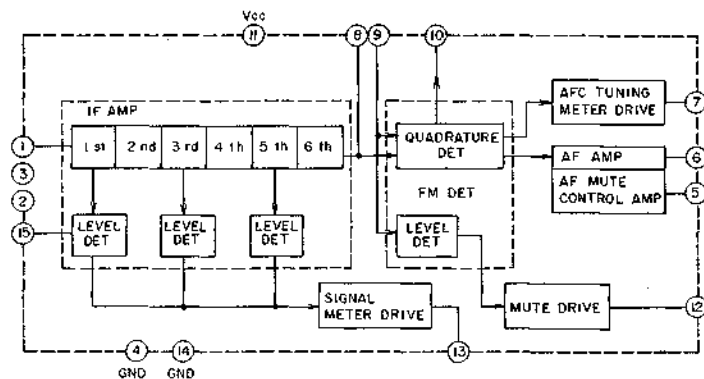 Vcc
11
8
9
10
IF AMP
1 st
2 nd
3 rd
4 th
5 th
6 th
QUADRATURE
DET
AFC TUNING
METER DRIVE
7
1
3
2
15
AF AMP
6
AF MUTE
CONTROL AMP
5
FM DET
LEVEL
DET
LEVEL
DET
LEVEL
DET
LEVEL
DET
SIGNAL
METER DRIVE
MUTE DRIVE
12
4
14
13
GND
GND